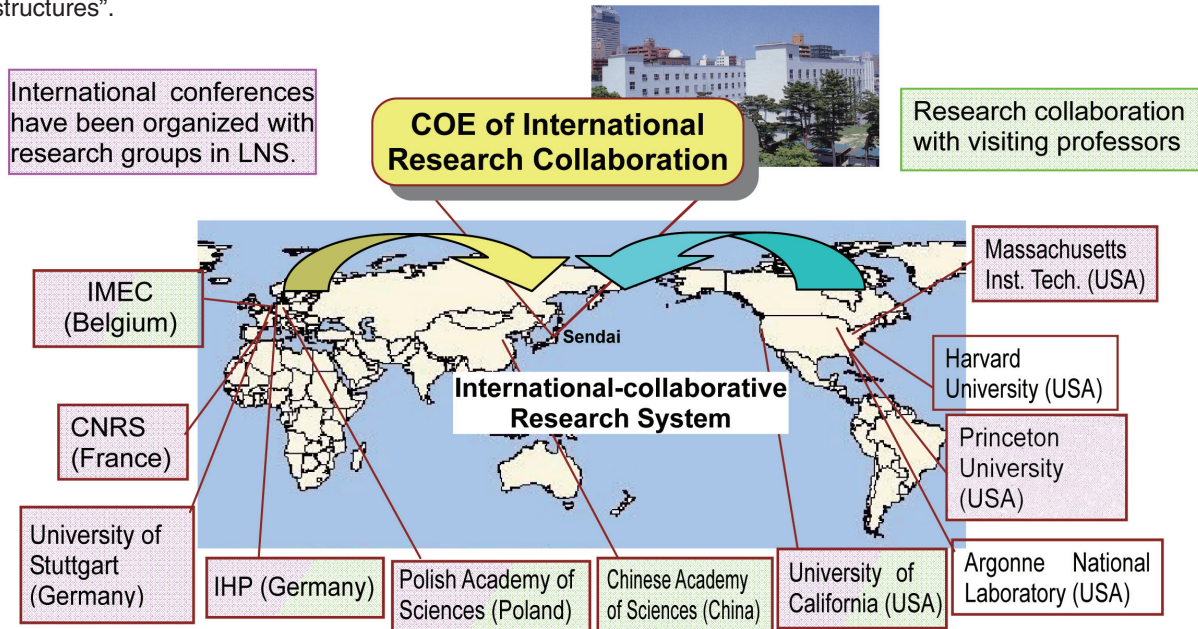 structures”.
International conferences
have been organized with
research groups in LNS.
COE of International
Research Collaboration
Research collaboration
with visiting professors
Massachusetts
Inst. Tech. (USA)
IMEC
(Belgium)
Sendai
Harvard
University (USA)
International-collaborative
Research System
CNRS
(France)
Princeton
University
(USA)
University of
Stuttgart
(Germany)
IHP (Germany)
Polish Academy of
Sciences (Poland)
Chinese Academy
of Sciences (China)
University of
California (USA)
Argonne National
Laboratory (USA)